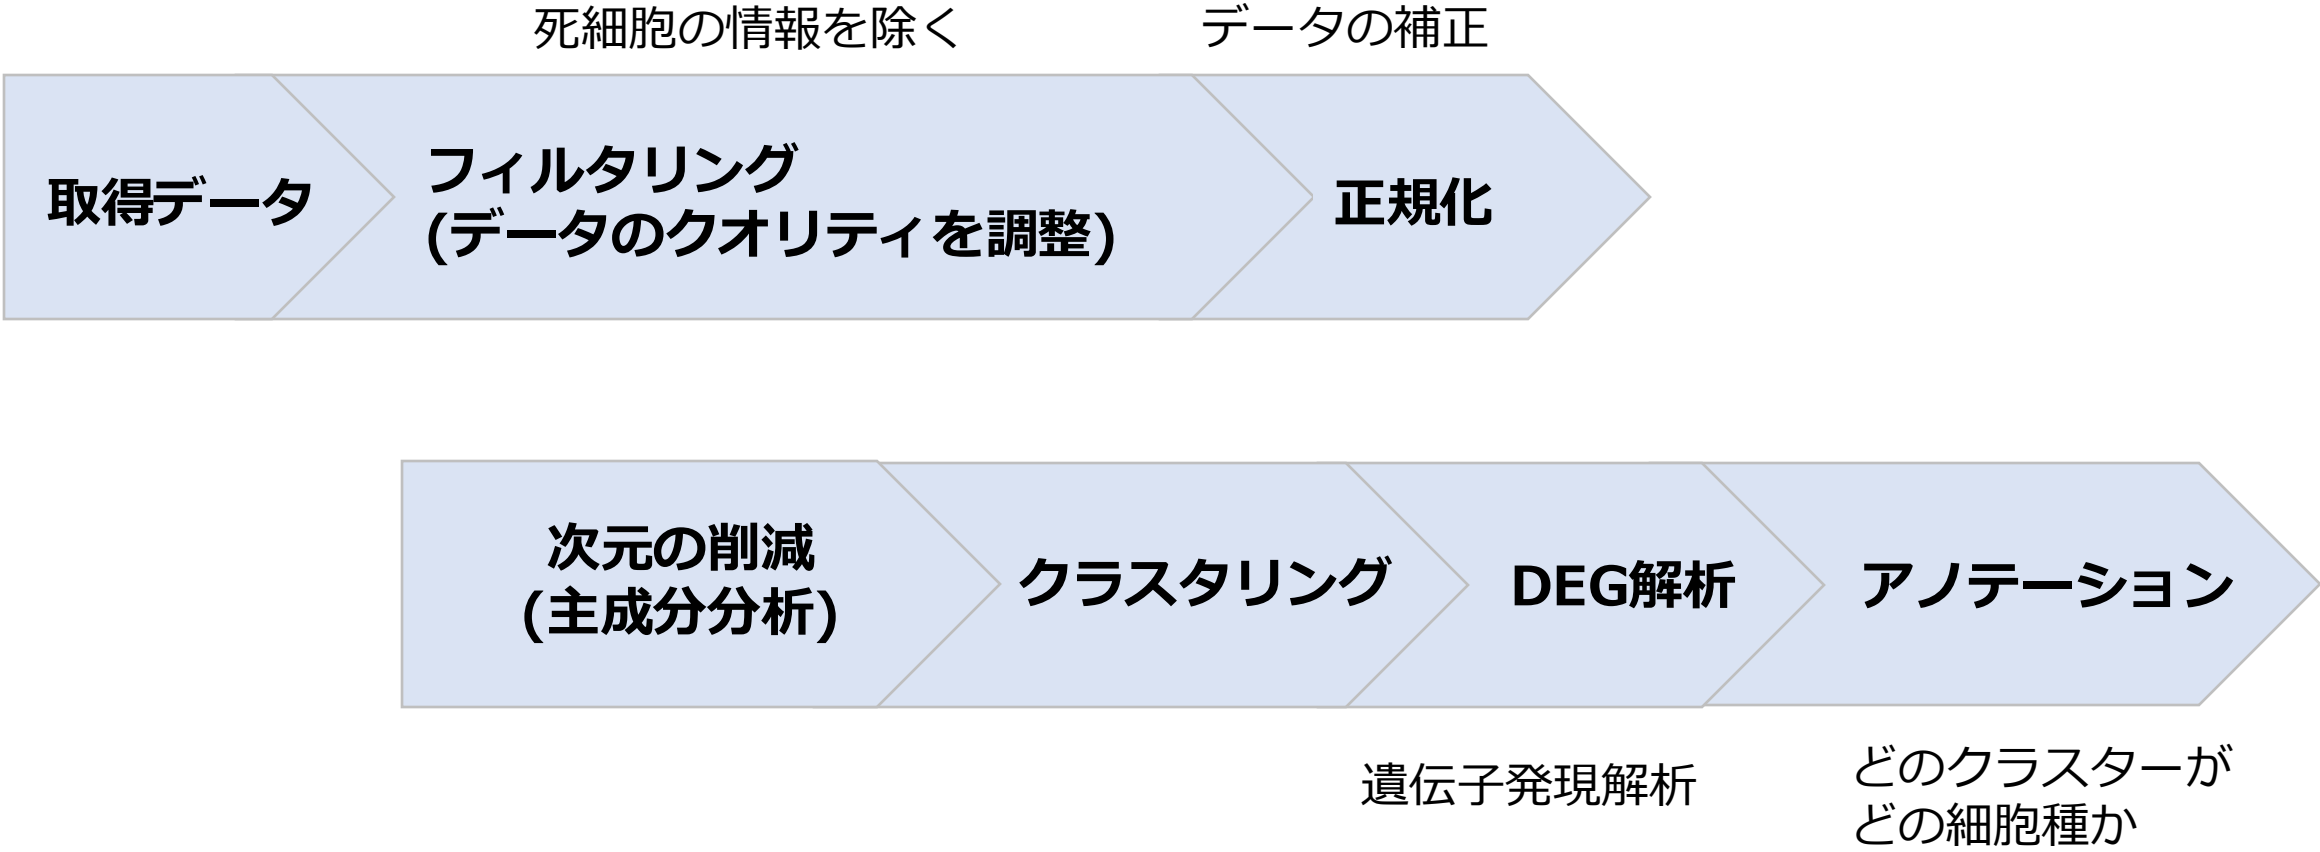 死細胞の情報を除く
データの補正
取得データ
フィルタリング
(データのクオリティを調整)
正規化
次元の削減
(主成分分析)
クラスタリング
DEG解析
アノテーション
遺伝子発現解析
どのクラスターが
どの細胞種か